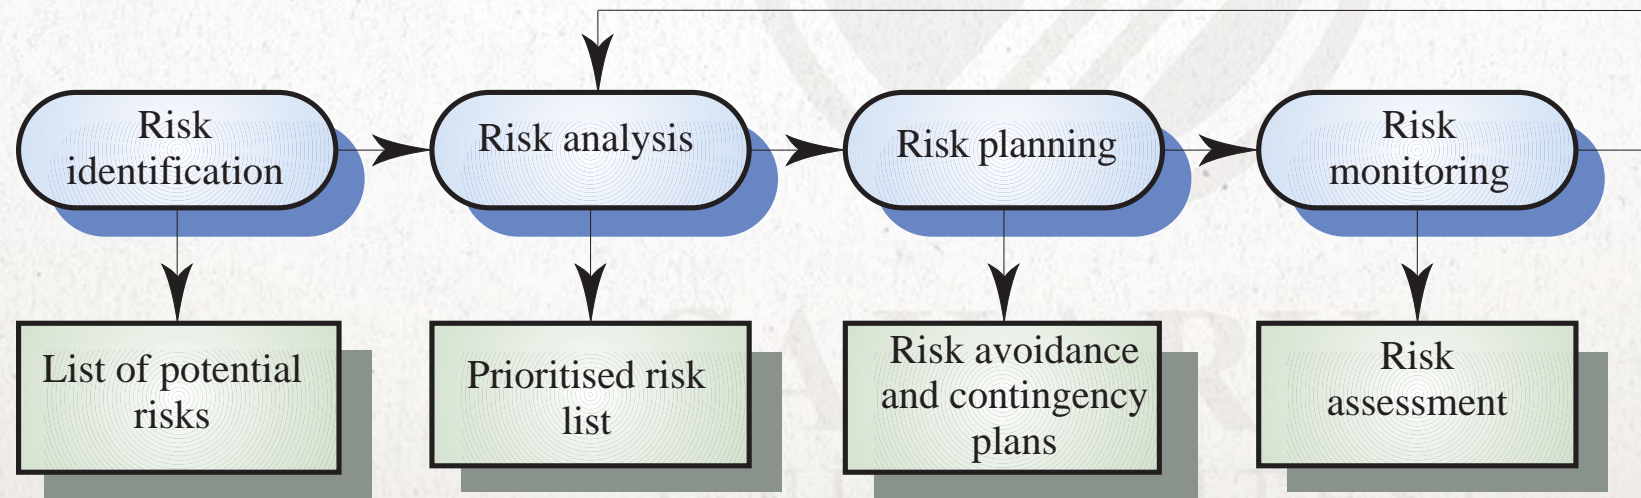 Risk
identification
Risk analysis
Risk planning
Risk
monitoring
List of potential
risks
Prioritised risk
list
Risk avoidance
and contingency
plans
Risk
assessment